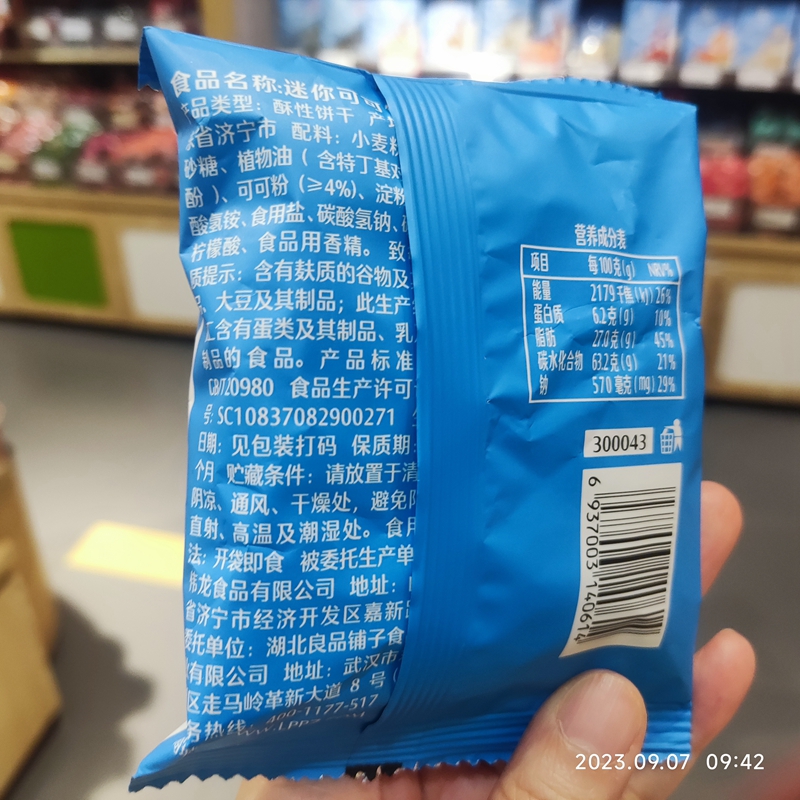 食品名称:迷你可可
产品类型: 酥性饼干 产
省济宁市 配料: 小麦粉
砂糖、植物油(含特丁基对
酚)、可可粉(≥4%)、淀粉
酸氢铵、食用盐、碳酸氢钠、
柠檬酸、食品用香精。致
质提示: 含有麸质的谷物及
大豆及其制品; 此生产
工含有蛋类及其制品、乳
制品的食品。产品标准
GB/T20980 食品生产许可
号: SC10837082900271
日期: 见包装打码 保质期:
个月 贮藏条件: 请放置于清
阴凉、通风、干燥处, 避免阳
直射、高温及潮湿处。食用
法: 开袋即食 被委托生产单
伟龙食品有限公司 地址:
省济宁市经济开发区嘉新
委托单位: 湖北良品铺子食
有限公司 地址: 武汉市
区走马岭革新大道8号(
务热线: 400-1177-517
营养成分表
项目 每100克(g) NRV%
能量 2179千焦(kJ) 26%
蛋白质 6.2克(g) 10%
脂肪 27.0克(g) 45%
碳水化合物 63.2克(g) 21%
钠 570毫克(mg) 29%
300043
6 937003 140614
2023.09.07 09:42